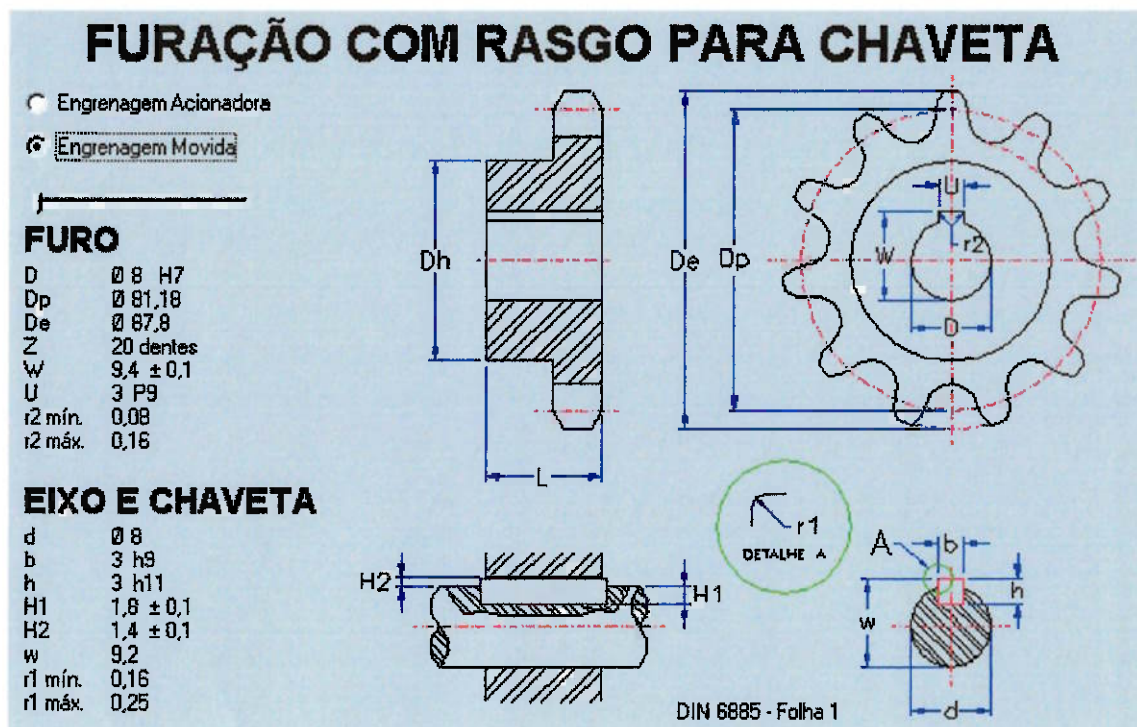 FURAÇÃO COM RASGO PARA CHAVETA
Engrenagem Acionadora
Engrenagem Movida
FURO
D Ø 8 H7
Dp Ø 81,18
De Ø 87,8
Z 20 dentes
W 9,4 ± 0,1
U 3 P9
r2 mín. 0,08
r2 máx. 0,16
EIXO E CHAVETA
d Ø 8
b 3 h9
h 3 h11
H1 1,8 ± 0,1
H2 1,4 ± 0,1
w 9,2
r1 mín. 0,16
r1 máx. 0,25
Dh
L
De
Dp
U
W
r2
D
r1
DETALHE A
H2
H1
A
b
h
w
d
DIN 6885 - Folha 1